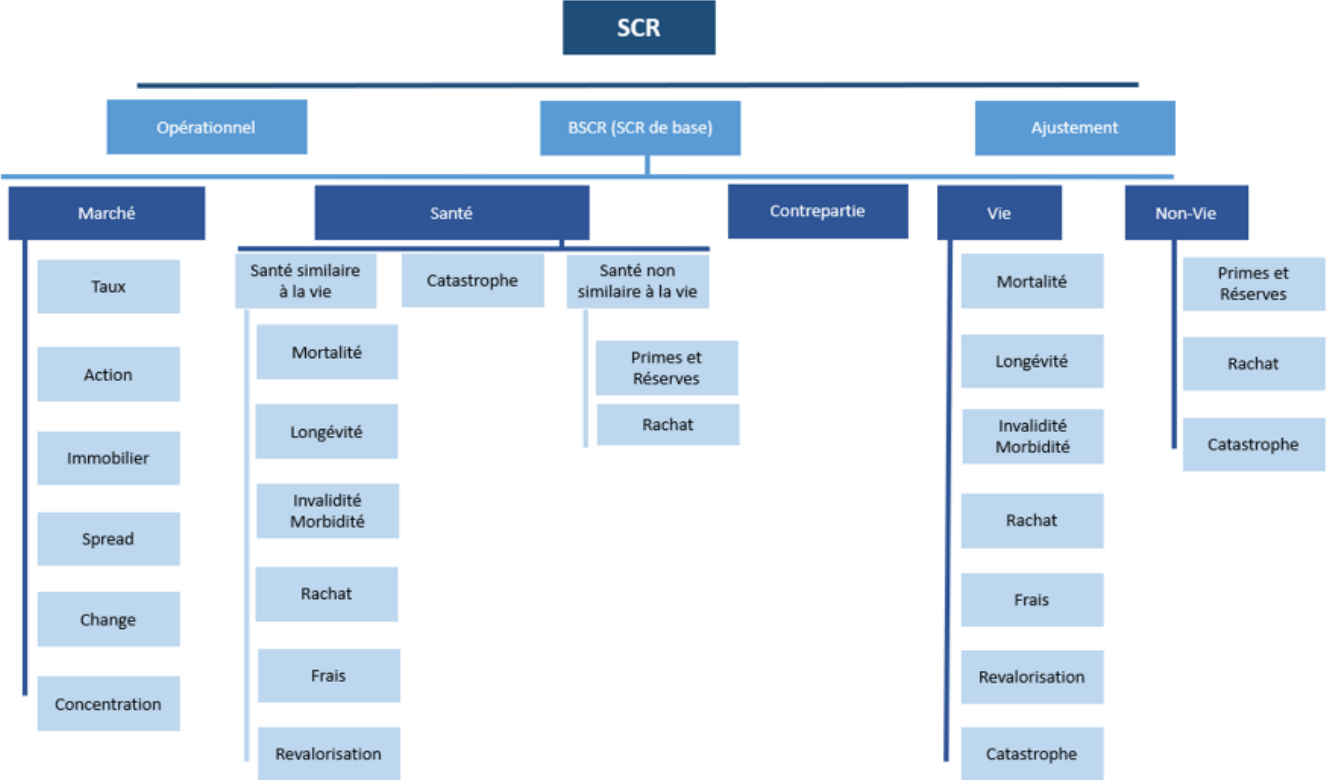 SCR
Opérationnel
BSCR (SCR de base)
Ajustement
Marché
Santé
Contrepartie
Vie
Non-Vie
Taux
Action
Immobilier
Spread
Change
Concentration
Santé similaire
à la vie
Mortalité
Longévité
Invalidité
Morbidité
Rachat
Frais
Revalorisation
Catastrophe
Santé non
similaire à la vie
Primes et
Réserves
Rachat
Mortalité
Longévité
Invalidité
Morbidité
Rachat
Frais
Revalorisation
Catastrophe
Primes et
Réserves
Rachat
Catastrophe